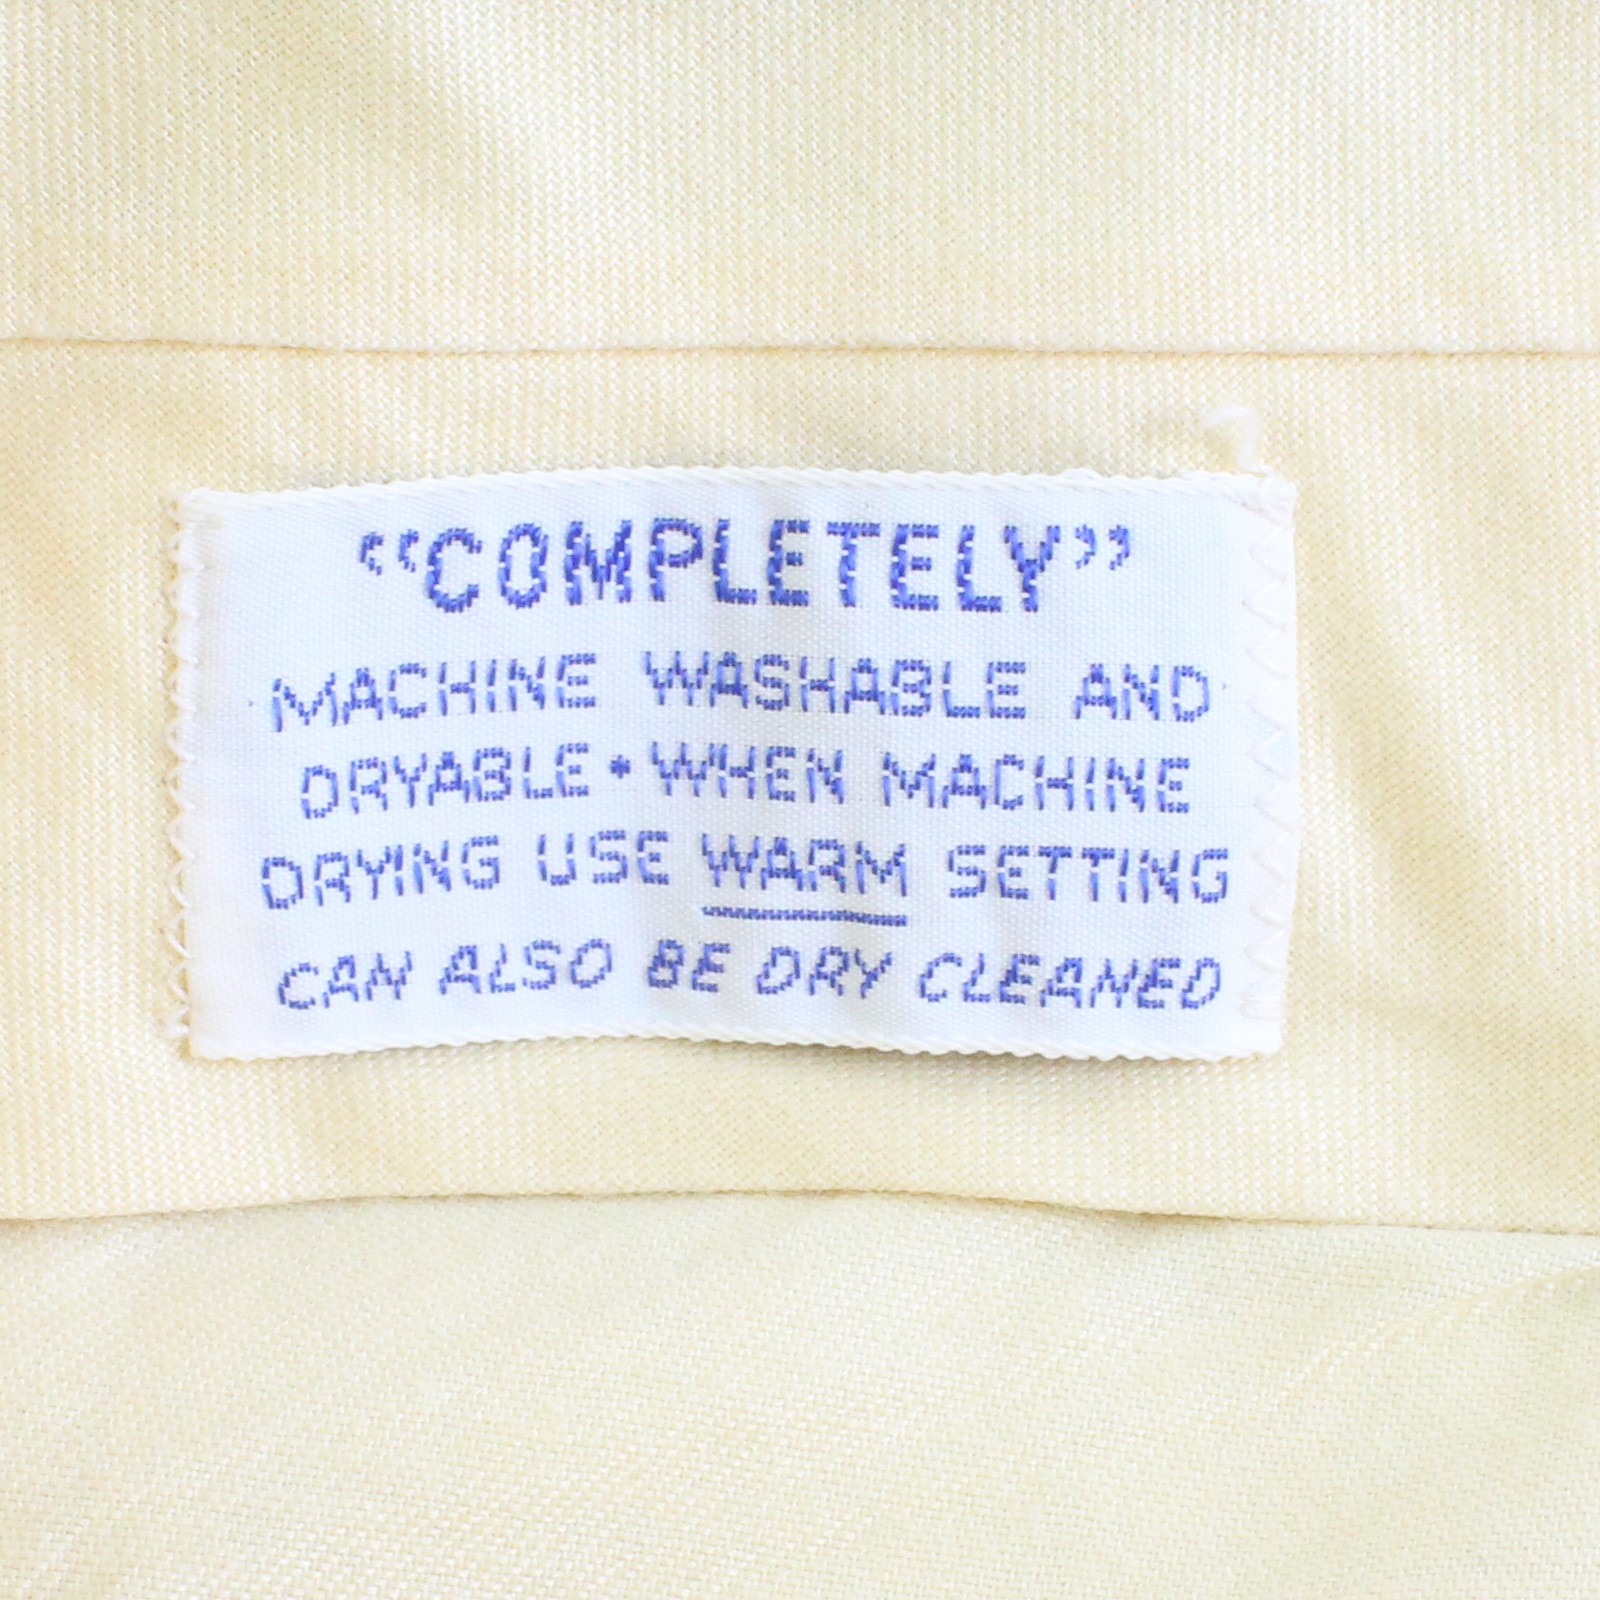 “COMPLETELY”
MACHINE WASHABLE AND
DRYABLE • WHEN MACHINE
DRYING USE WARM SETTING
CAN ALSO BE DRY CLEANED